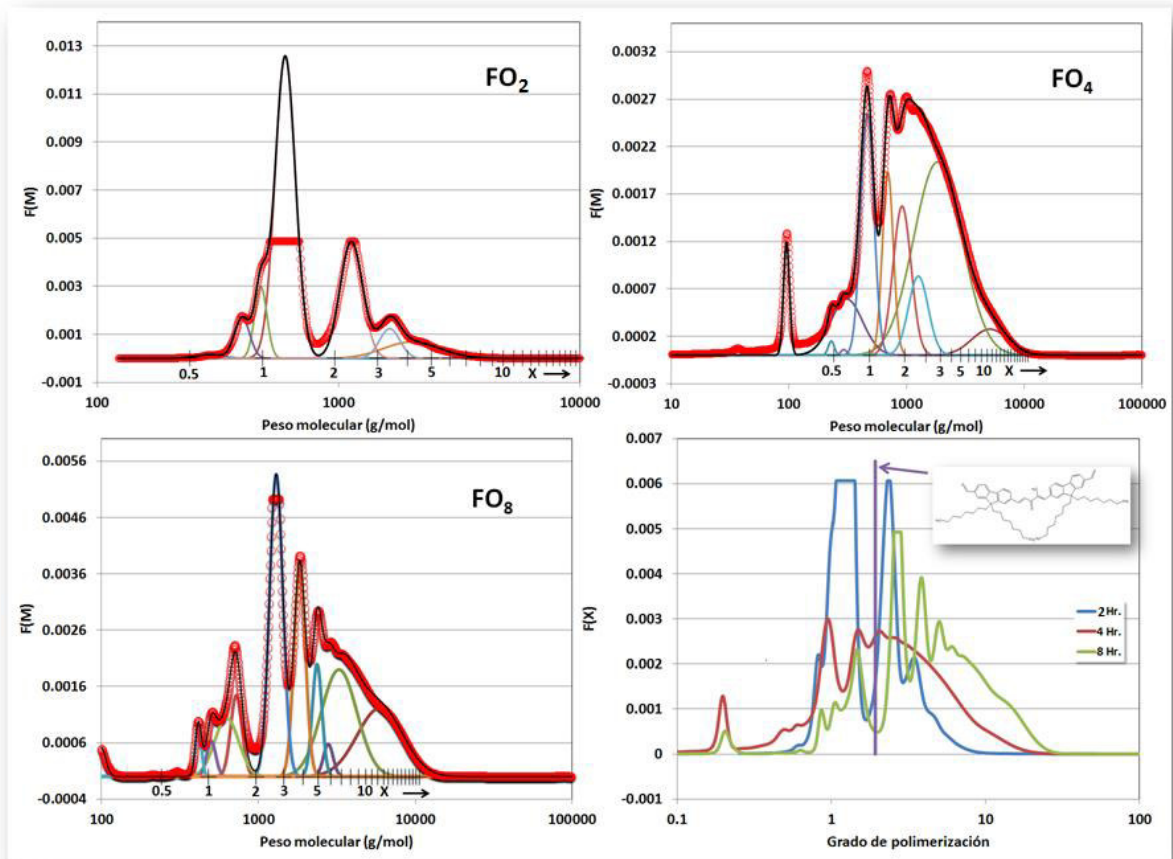 FO2
F(M)
0.013
0.011
0.009
0.007
0.005
0.003
0.001
-0.001
0.5 1 2 3 5 10 X
100 1000 10000
Peso molecular (g/mol)
FO4
F(M)
0.0032
0.0027
0.0022
0.0017
0.0012
0.0007
0.0002
-0.0003
0.5 1 2 3 5 10 X
10 100 1000 10000 100000
Peso molecular (g/mol)
FO8
F(M)
0.0056
0.0046
0.0036
0.0026
0.0016
0.0006
-0.0004
0.5 1 2 3 5 10 X
100 1000 10000 100000
Peso molecular (g/mol)
F(X)
0.007
0.006
0.005
0.004
0.003
0.002
0.001
0
-0.001
2 Hr.
4 Hr.
8 Hr.
0.1 1 10 100
Grado de polimerización